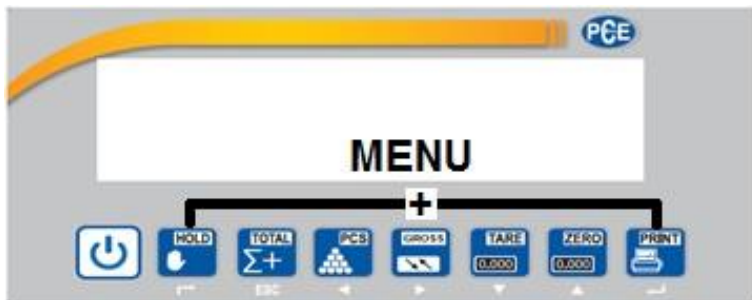 PCE
MENU
+
HOLD TOTAL PCS GROSS TARE ZERO PRINT
Σ+ 0.000 0.000
ESC